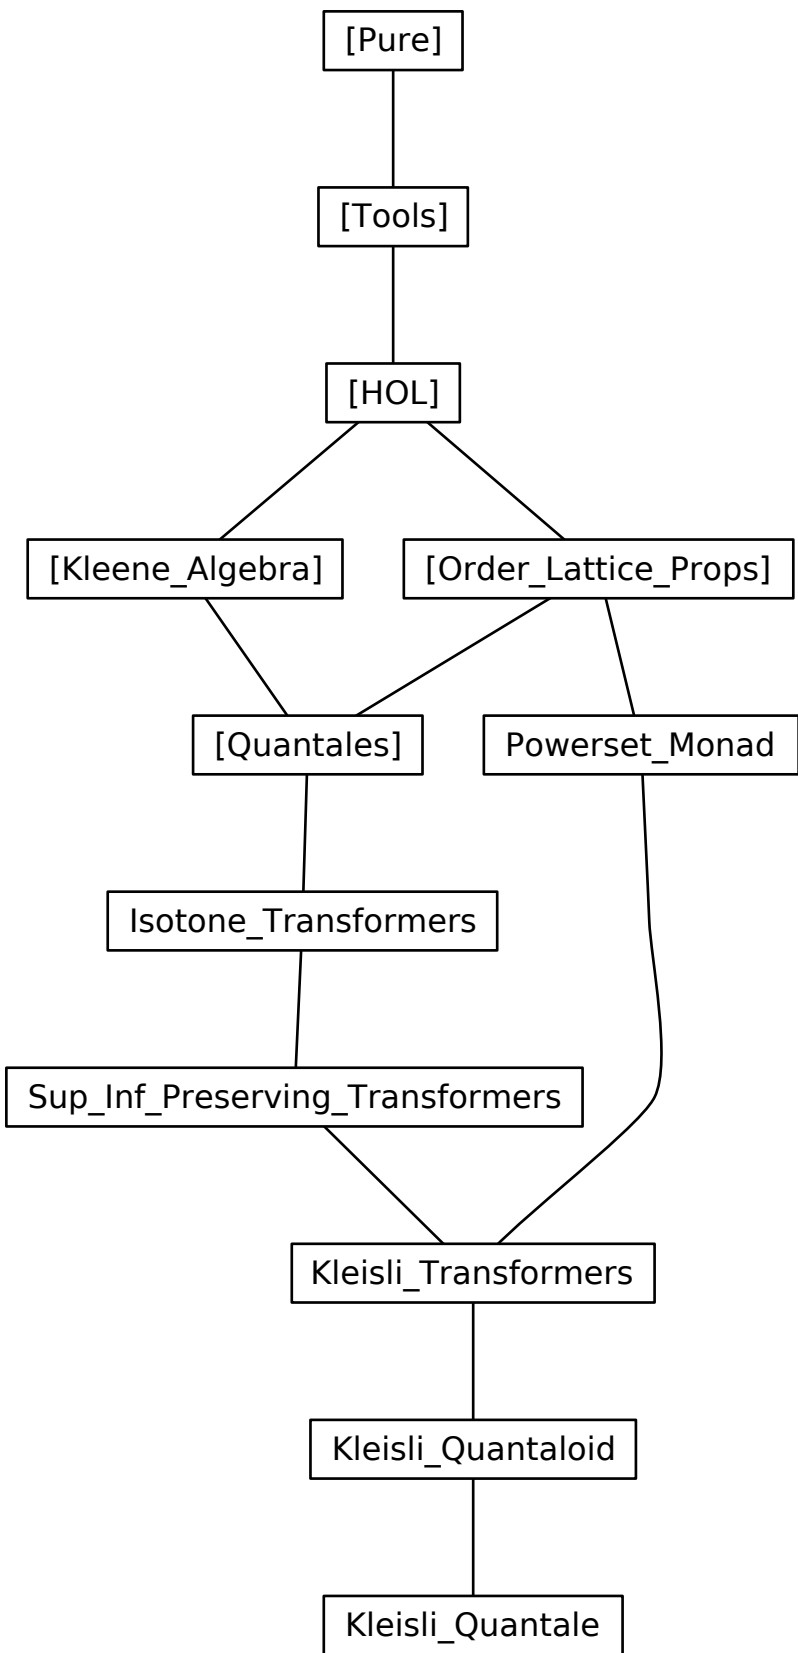 [Pure]
[Tools]
[HOL]
[Kleene_Algebra]
[Order_Lattice_Props]
[Quantales]
Powerset_Monad
Isotone_Transformers
Sup_Inf_Preserving_Transformers
Kleisli_Transformers
Kleisli_Quantaloid
Kleisli_Quantale